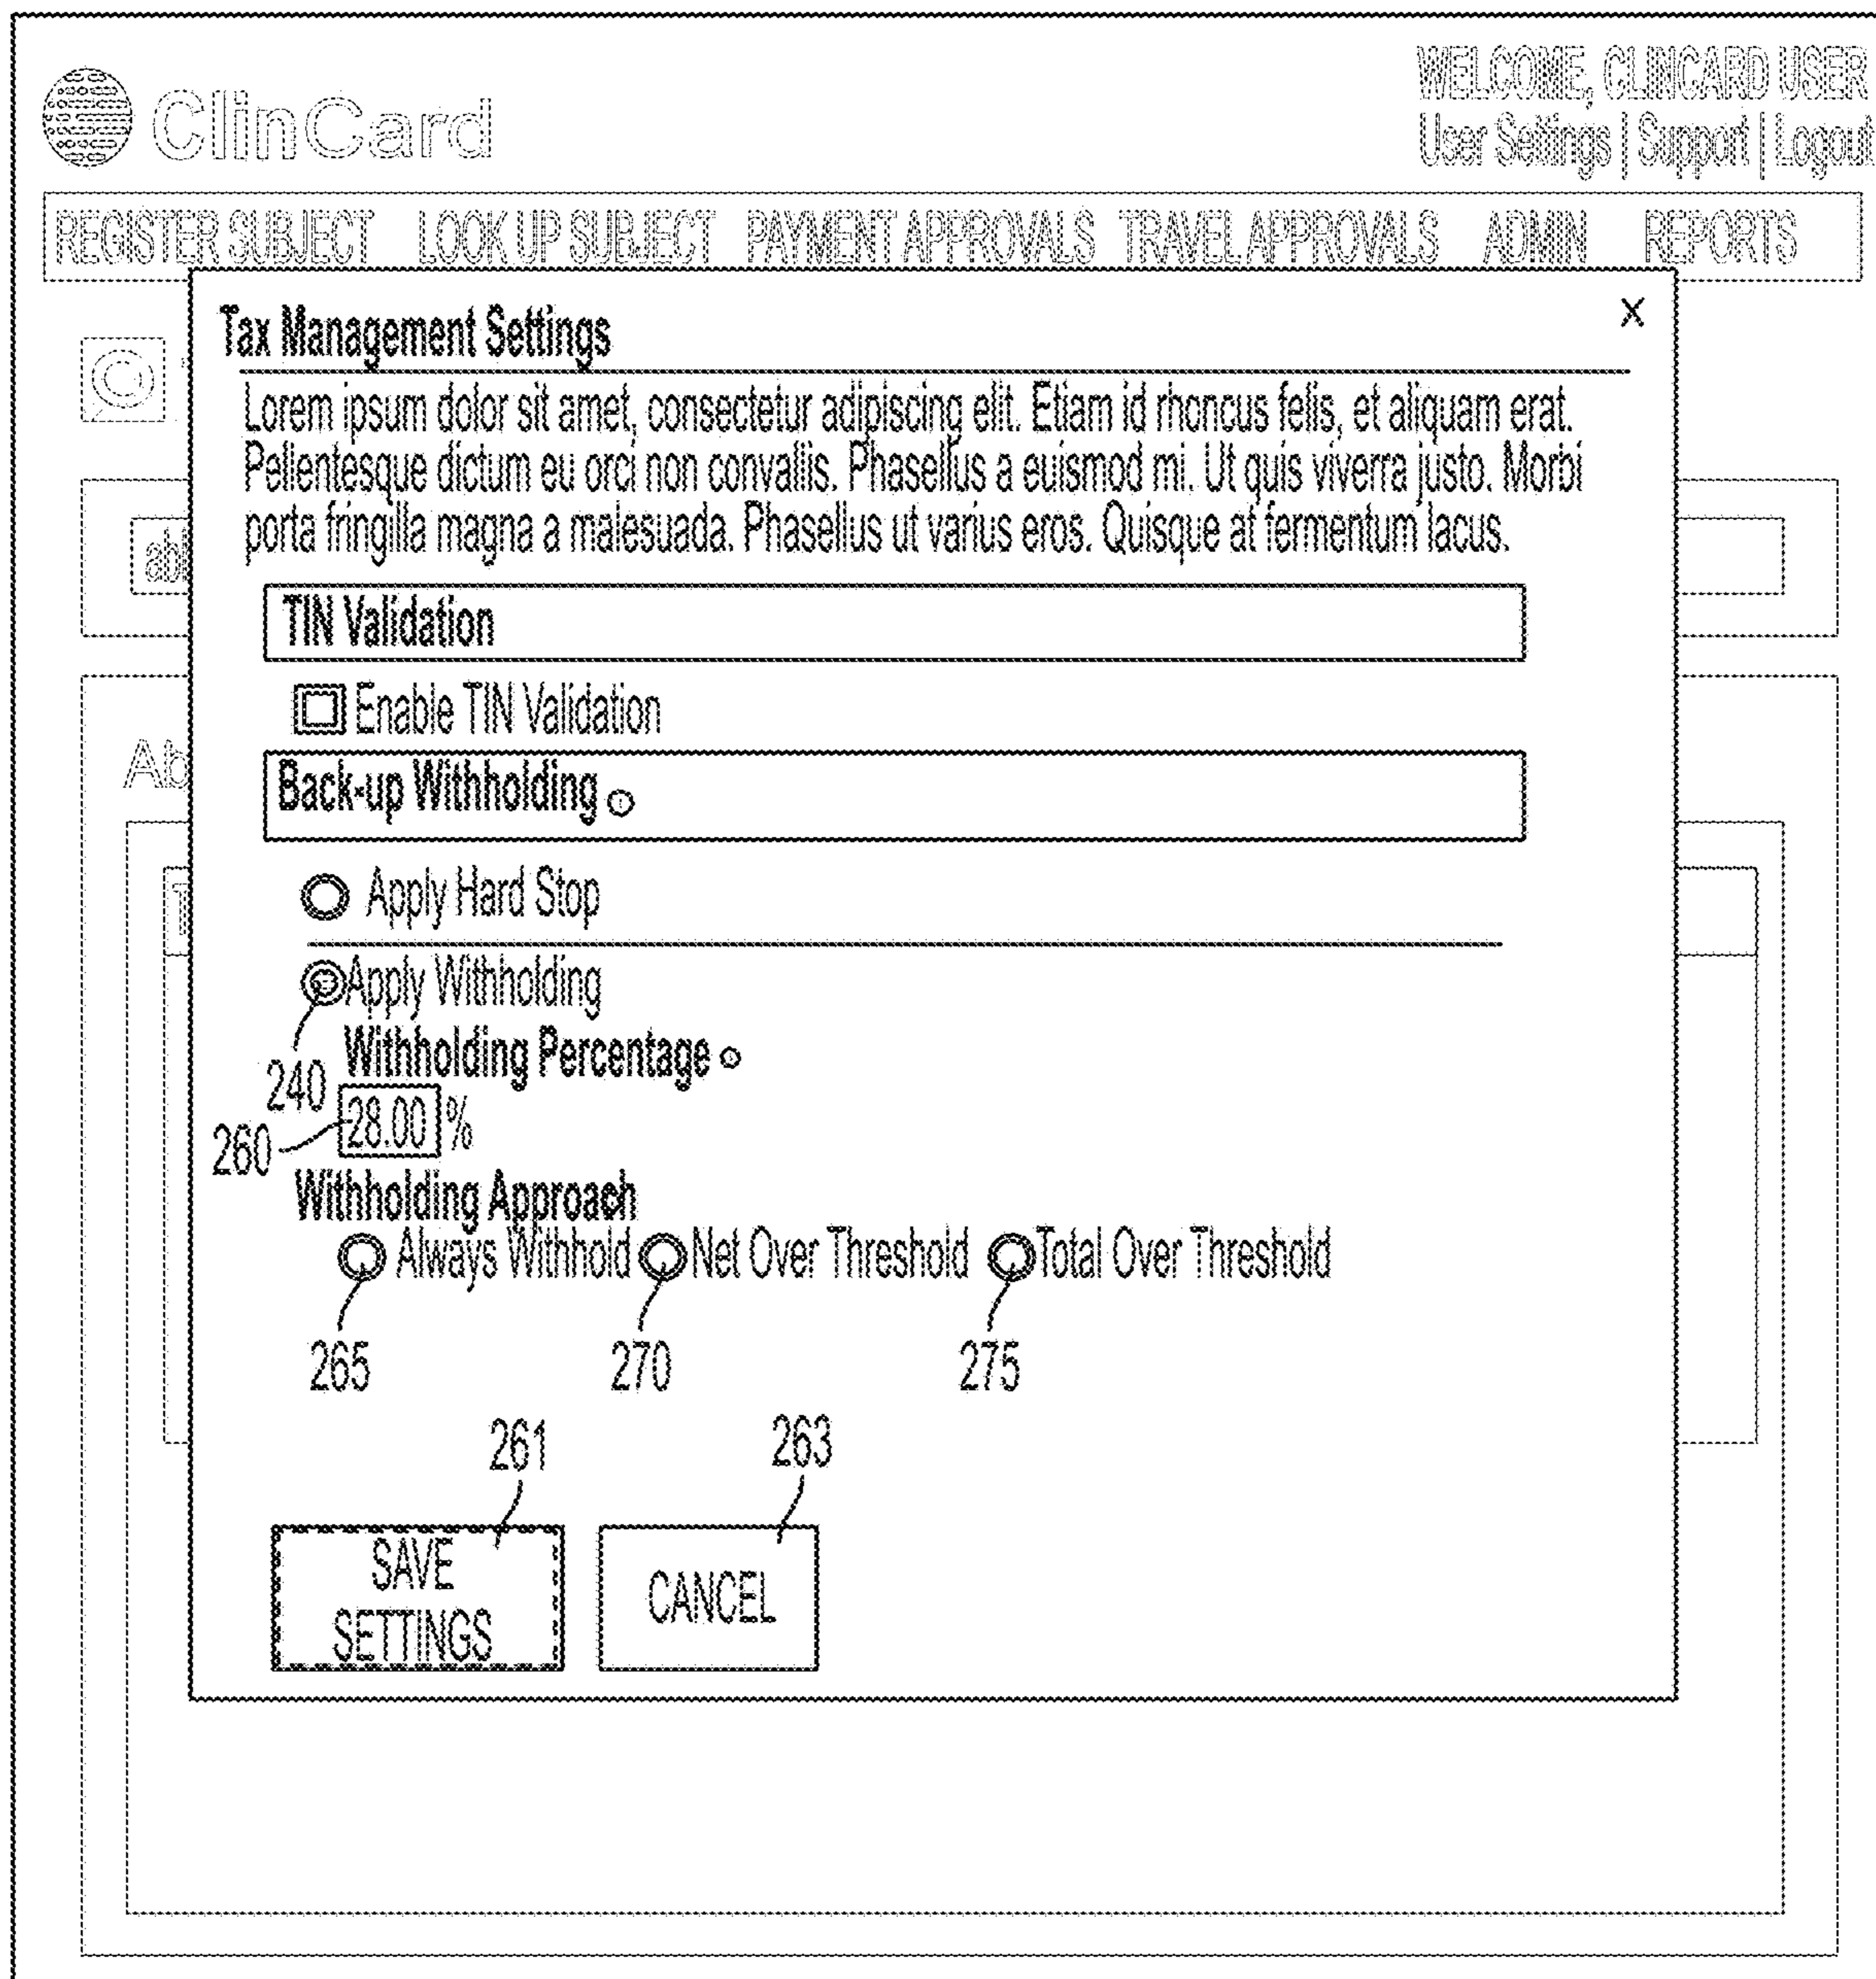 ClinCard
WELCOME, CLINCARD USER
User Settings | Support | Logout
REGISTER SUBJECT LOOK UP SUBJECT PAYMENT APPROVALS TRAVEL APPROVALS ADMIN REPORTS
Tax Management Settings X
Lorem ipsum dolor sit amet, consectetur adipiscing elit. Etiam id rhoncus felis, et aliquam erat.
Pellentesque dictum eu orci non convallis. Phasellus a euismod mi. Ut quis viverra justo. Morbi
porta fringilla magna a malesuada. Phasellus ut varius eros. Quisque at fermentum lacus.
TIN Validation
Enable TIN Validation
Ab
Back-up Withholding
Apply Hard Stop
Apply Withholding
240
Withholding Percentage
260
28.00 %
Withholding Approach
Always Withhold Net Over Threshold Total Over Threshold
265 270 275
261 263
SAVE
SETTINGS
CANCEL